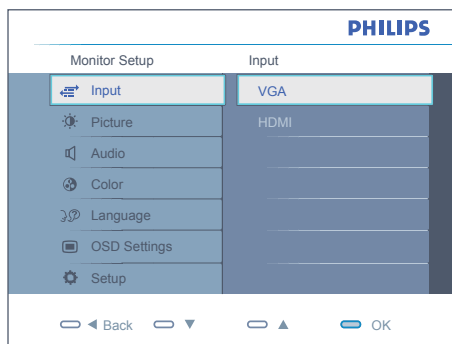 PHILIPS
Monitor Setup Input
Input VGA
Picture HDMI
Audio
Color
Language
OSD Settings
Setup
Back OK